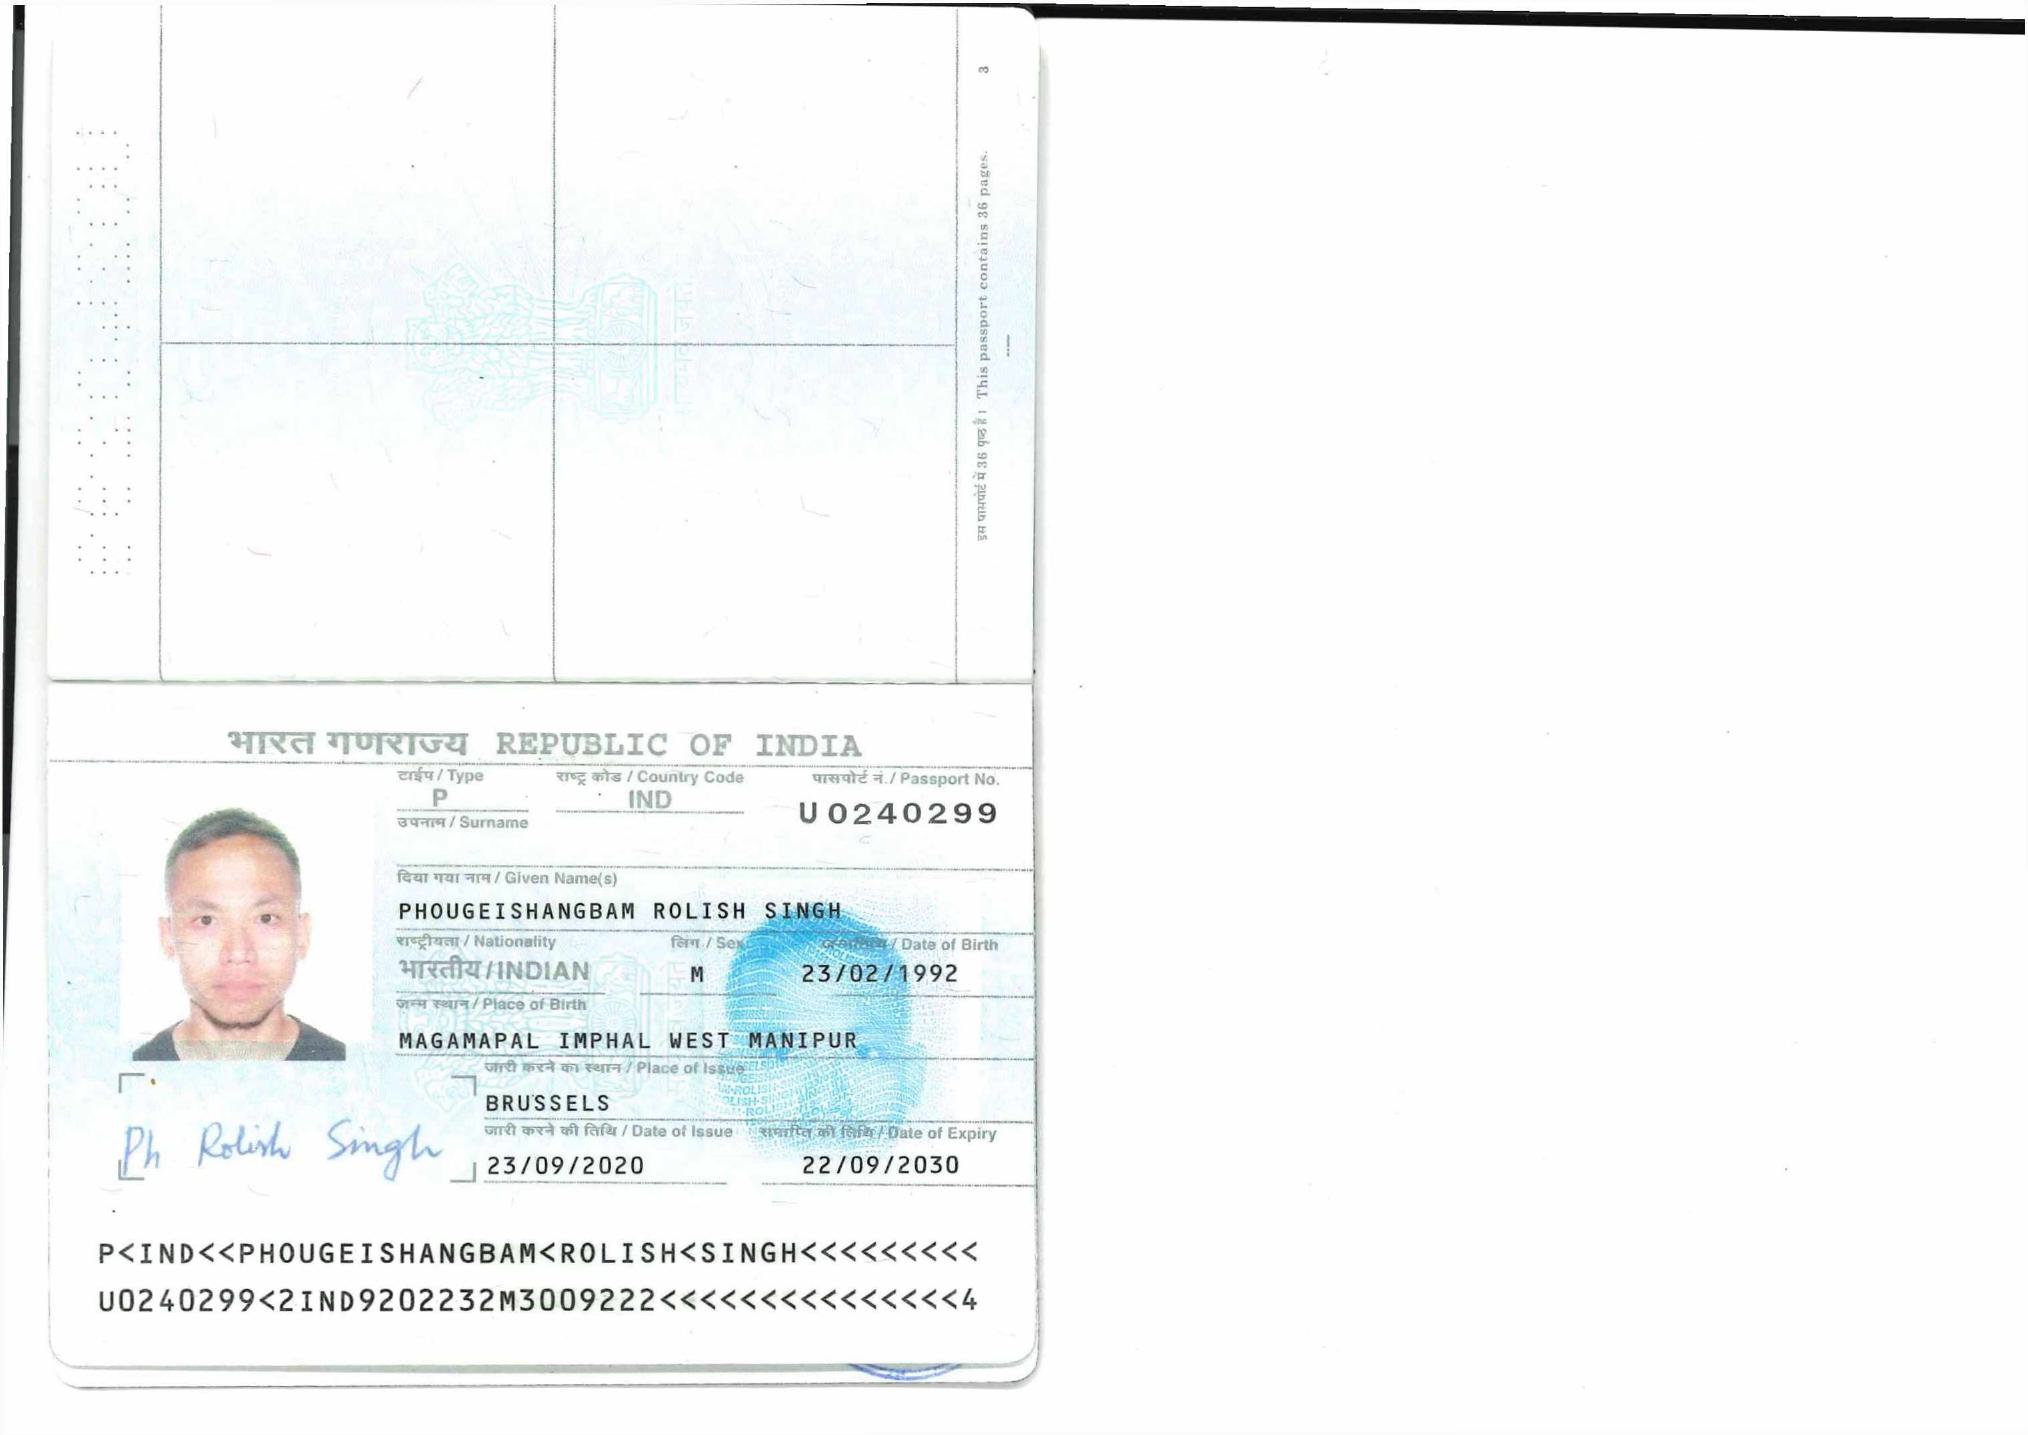 3
इस पासपोर्ट में 36 पृष्ठ हैं। This passport contains 36 pages.
भारत गणराज्य REPUBLIC OF INDIA
टाईप / Type राष्ट्र कोड / Country Code पासपोर्ट नं. / Passport No.
P IND U0240299
उपनाम / Surname
दिया गया नाम / Given Name(s)
PHOUGEISHANGBAM ROLISH SINGH
राष्ट्रीयता / Nationality लिंग / Sex जन्मतिथि / Date of Birth
भारतीय/INDIAN M 23/02/1992
जन्म स्थान / Place of Birth
MAGAMAPAL IMPHAL WEST MANIPUR
जारी करने का स्थान / Place of Issue
BRUSSELS
जारी करने की तिथि / Date of Issue समाप्ति की तिथि / Date of Expiry
23/09/2020 22/09/2030
Ph Rolish Singh
P<IND<<PHOUGEISHANGBAM<ROLISH<SINGH<<<<<<<<<
U0240299<2IND9202232M3009222<<<<<<<<<<<<<<<4